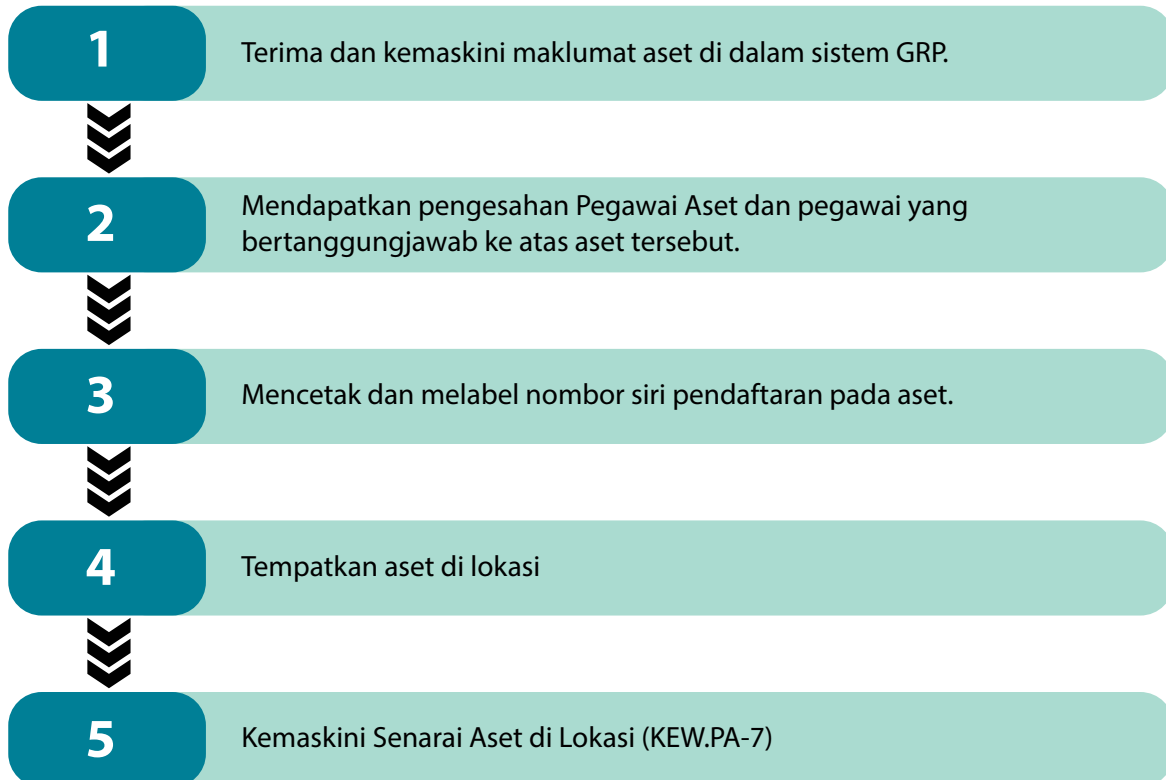 1
Terima dan kemaskini maklumat aset di dalam sistem GRP.
2
Mendapatkan pengesahan Pegawai Aset dan pegawai yang
bertanggungjawab ke atas aset tersebut.
3
Mencetak dan melabel nombor siri pendaftaran pada aset.
4
Tempatkan aset di lokasi
5
Kemaskini Senarai Aset di Lokasi (KEW.PA-7)